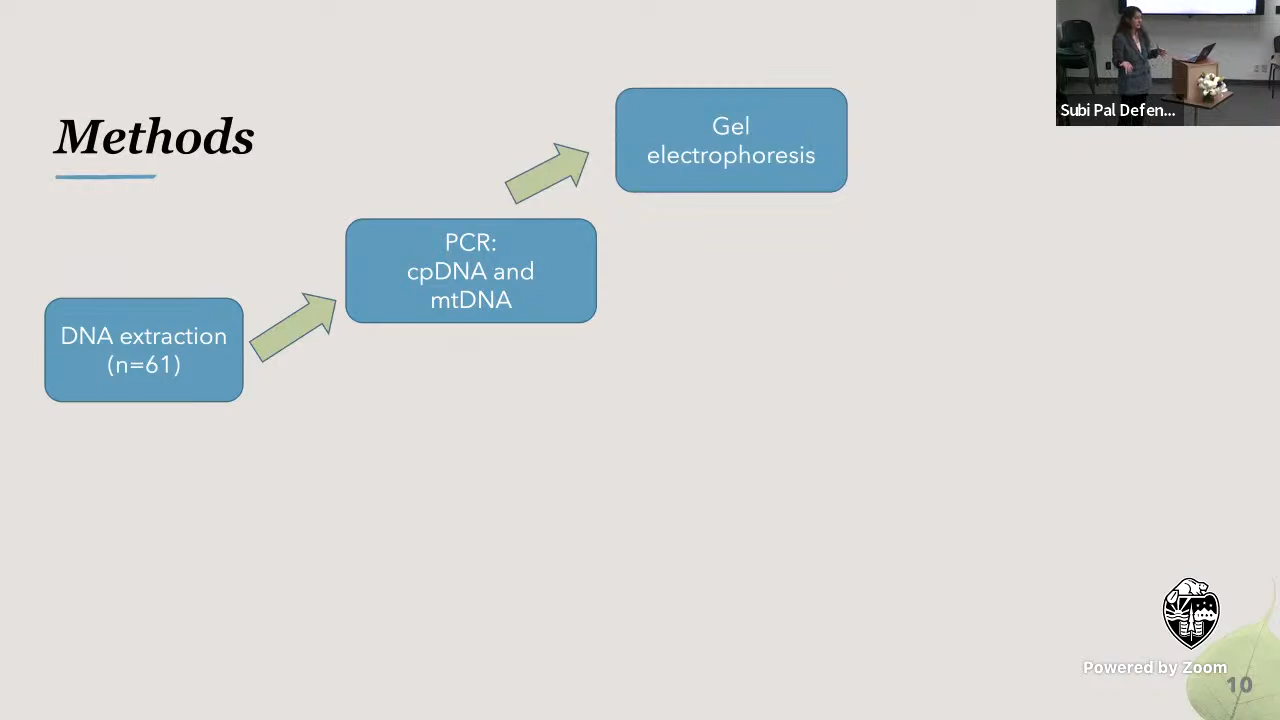 Subi Pal Defen...
Methods
Gel
electrophoresis
PCR:
cpDNA and
mtDNA
DNA extraction
(n=61)
Powered by Zoom
10